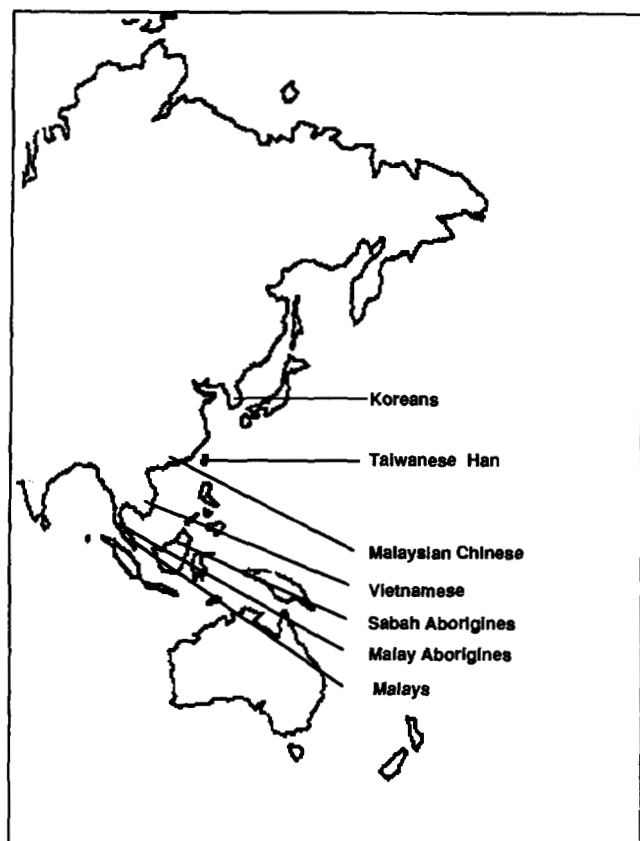 Koreans
Taiwanese Han
Malaysian Chinese
Vietnamese
Sabah Aborigines
Malay Aborigines
Malays